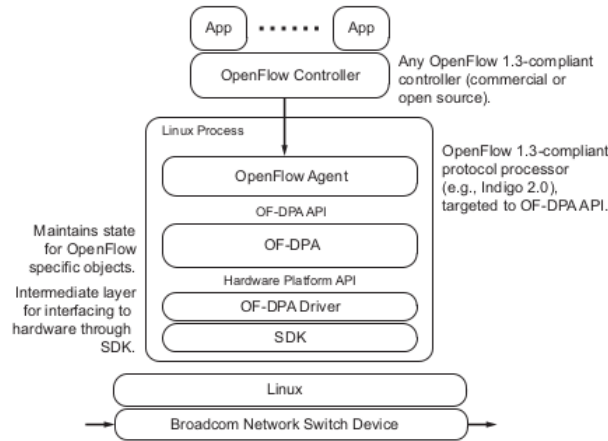 App ...... App
OpenFlow Controller
Any OpenFlow 1.3-compliant
controller (commercial or
open source).
Linux Process
OpenFlow Agent
OpenFlow 1.3-compliant
protocol processor
(e.g., Indigo 2.0),
targeted to OF-DPA API.
OF-DPA API
OF-DPA
Maintains state
for OpenFlow
specific objects.
Hardware Platform API
OF-DPA Driver
SDK
Intermediate layer
for interfacing to
hardware through
SDK.
Linux
Broadcom Network Switch Device